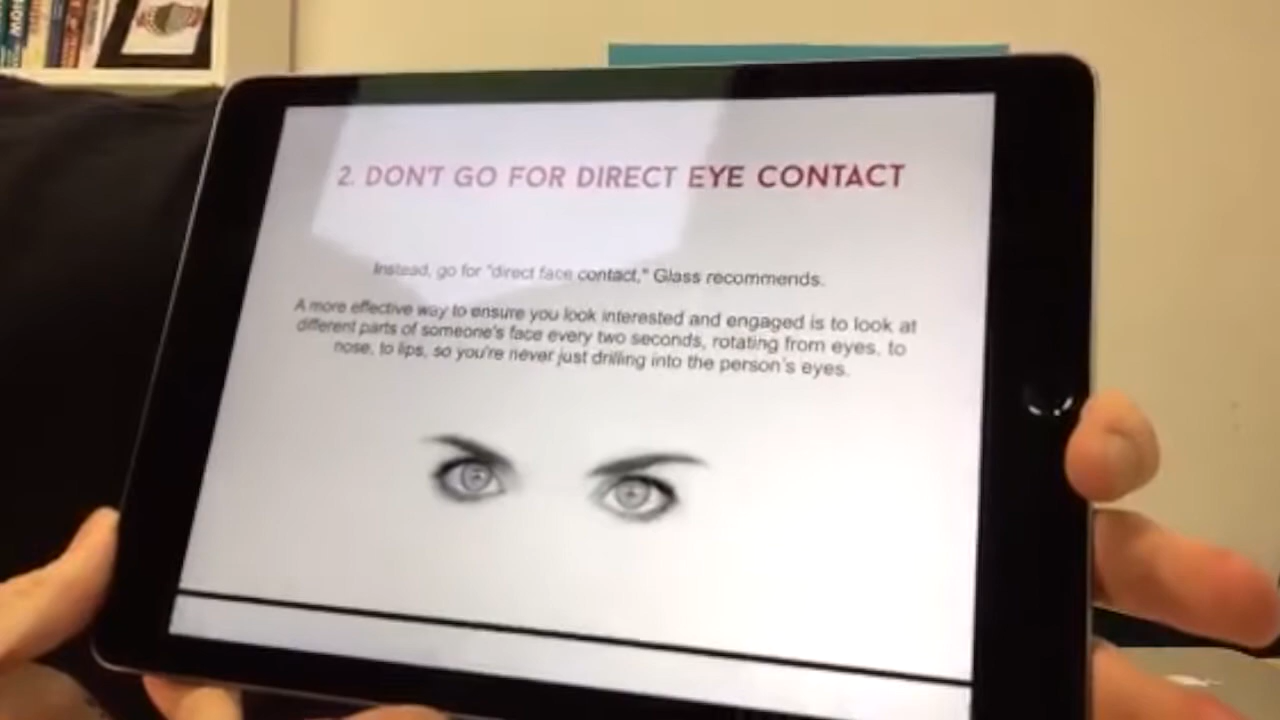 2. DON'T GO FOR DIRECT EYE CONTACT
Instead, go for "direct face contact," Glass recommends.
A more effective way to ensure you look interested and engaged is to look at
different parts of someone's face every two seconds, rotating from eyes, to
nose, to lips, so you're never just drilling into the person's eyes.